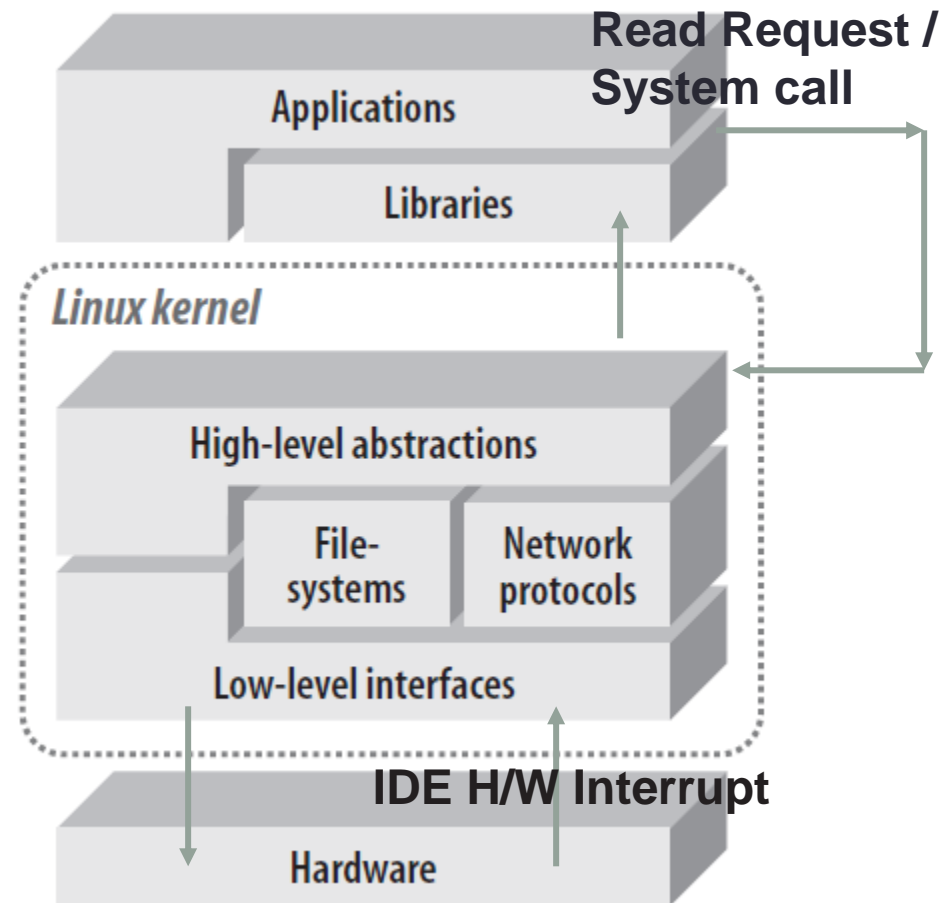 Read Request /
System call
Applications
Libraries
Linux kernel
High-level abstractions
File-
systems
Network
protocols
Low-level interfaces
IDE H/W Interrupt
Hardware